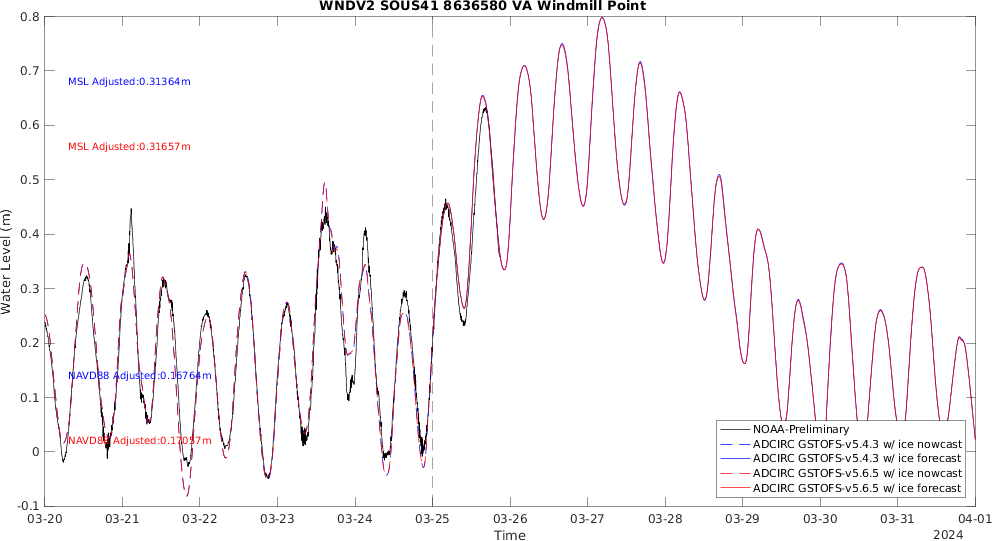 WNDV2 SOUS41 8636580 VA Windmill Point
0.8
0.7
0.6
0.5
0.4
0.3
0.2
0.1
0
-0.1
Water Level (m)
MSL Adjusted:0.31364m
MSL Adjusted:0.31657m
NAVD88 Adjusted:0.16764m
NAVD88 Adjusted:0.17057m
NOAA-Preliminary
ADCIRC GSTOFS-v5.4.3 w/ ice nowcast
ADCIRC GSTOFS-v5.4.3 w/ ice forecast
ADCIRC GSTOFS-v5.6.5 w/ ice nowcast
ADCIRC GSTOFS-v5.6.5 w/ ice forecast
03-20 03-21 03-22 03-23 03-24 03-25 03-26 03-27 03-28 03-29 03-30 03-31 04-01
Time
2024